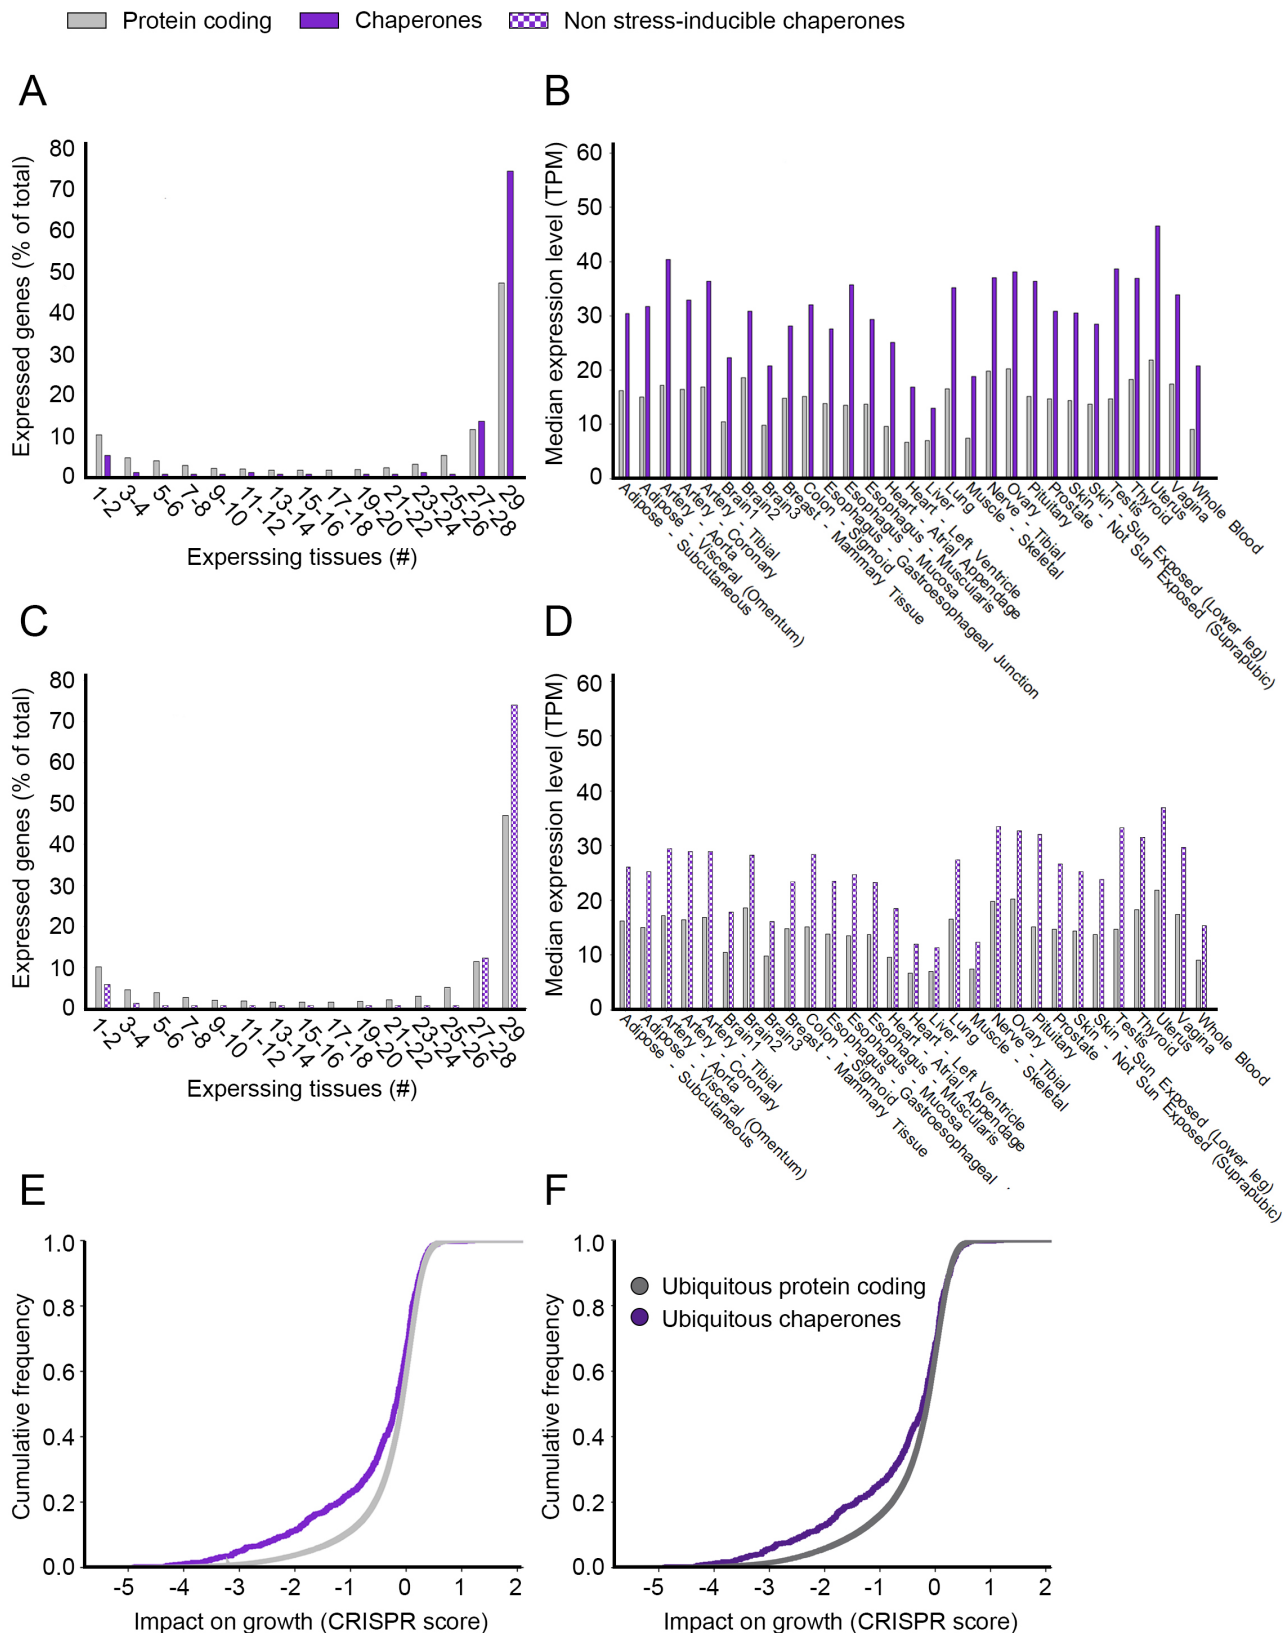 Protein coding Chaperones Non stress-inducible chaperones
A
Expressed genes (% of total)
80
70
60
50
40
30
20
10
0
1-2 3-4 5-6 7-8 9-10 11-12 13-14 15-16 17-18 19-20 21-22 23-24 25-26 27-28 29
Experssing tissues (#)
B
Median expression level (TPM)
60
50
40
30
20
10
0
Adipose - Subcutaneous
Adipose - Visceral (Omentum)
Artery - Aorta
Artery - Coronary
Artery - Tibial
Brain1
Brain2
Brain3
Breast - Mammary Tissue
Colon - Sigmoid
Esophagus - Gastroesophageal Junction
Esophagus - Mucosa
Esophagus - Muscularis
Heart - Atrial Appendage
Heart - Left Ventricle
Liver
Lung
Muscle - Skeletal
Nerve - Tibial
Ovary
Pituitary
Prostate
Skin - Not Sun Exposed (Suprapubic)
Skin - Sun Exposed (Lower leg)
Testis
Thyroid
Uterus
Vagina
Whole Blood
C
Expressed genes (% of total)
80
70
60
50
40
30
20
10
0
1-2 3-4 5-6 7-8 9-10 11-12 13-14 15-16 17-18 19-20 21-22 23-24 25-26 27-28 29
Experssing tissues (#)
D
Median expression level (TPM)
60
50
40
30
20
10
0
Adipose - Subcutaneous
Adipose - Visceral (Omentum)
Artery - Aorta
Artery - Coronary
Artery - Tibial
Brain1
Brain2
Brain3
Breast - Mammary Tissue
Colon - Sigmoid
Esophagus - Gastroesophageal
Esophagus - Mucosa
Esophagus - Muscularis
Heart - Atrial Appendage
Heart - Left Ventricle
Liver
Lung
Muscle - Skeletal
Nerve - Tibial
Ovary
Pituitary
Prostate
Skin - Not Sun Exposed (Suprapubic)
Skin - Sun Exposed (Lower leg)
Testis
Thyroid
Uterus
Vagina
Whole Blood
E
Cumulative frequency
1.0
0.8
0.6
0.4
0.2
0.0
-5 -4 -3 -2 -1 0 1 2
Impact on growth (CRISPR score)
F
Cumulative frequency
1.0
0.8
0.6
0.4
0.2
0.0
Ubiquitous protein coding
Ubiquitous chaperones
-5 -4 -3 -2 -1 0 1 2
Impact on growth (CRISPR score)